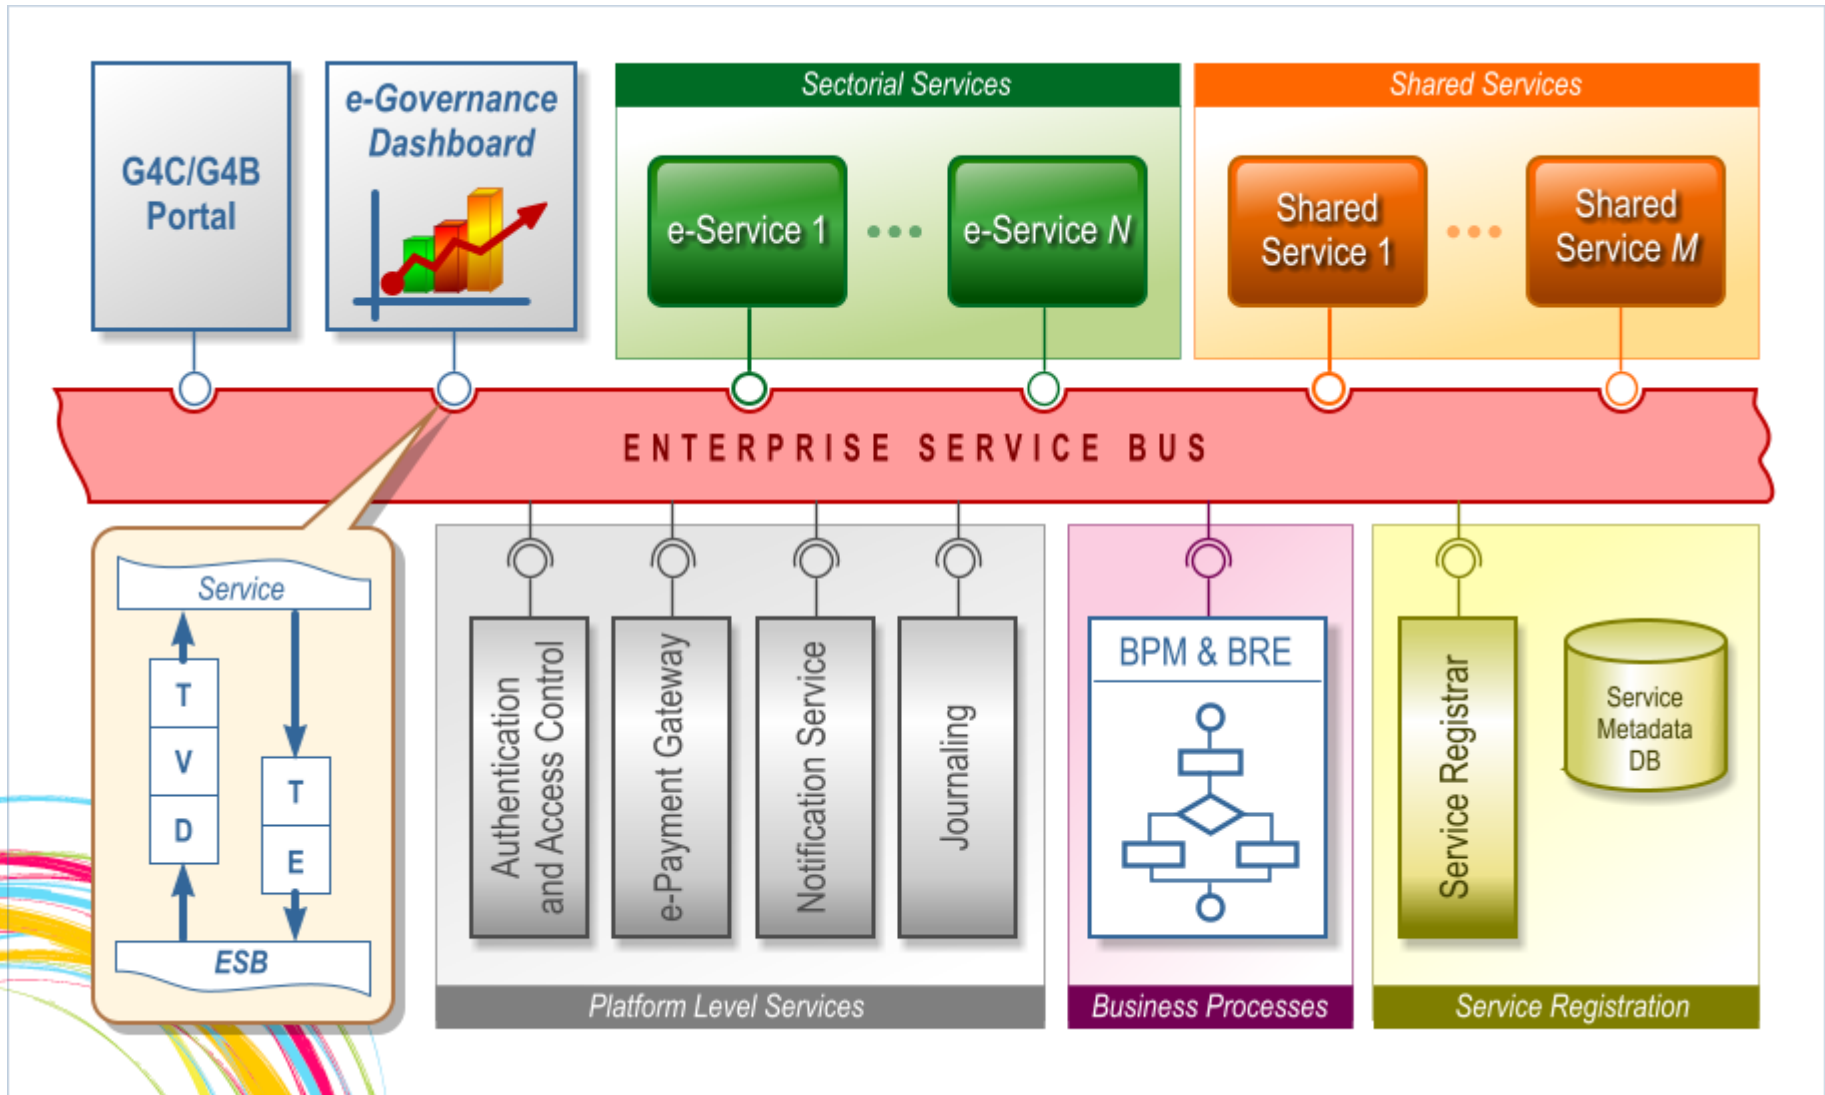 G4C/G4B
Portal
e-Governance
Dashboard
Sectorial Services
e-Service 1
e-Service N
Shared Services
Shared
Service 1
Shared
Service M
ENTERPRISE SERVICE BUS
Service
T
V
D
T
E
ESB
Authentication
and Access Control
e-Payment Gateway
Notification Service
Journaling
Platform Level Services
BPM & BRE
Business Processes
Service Registrar
Service
Metadata
DB
Service Registration